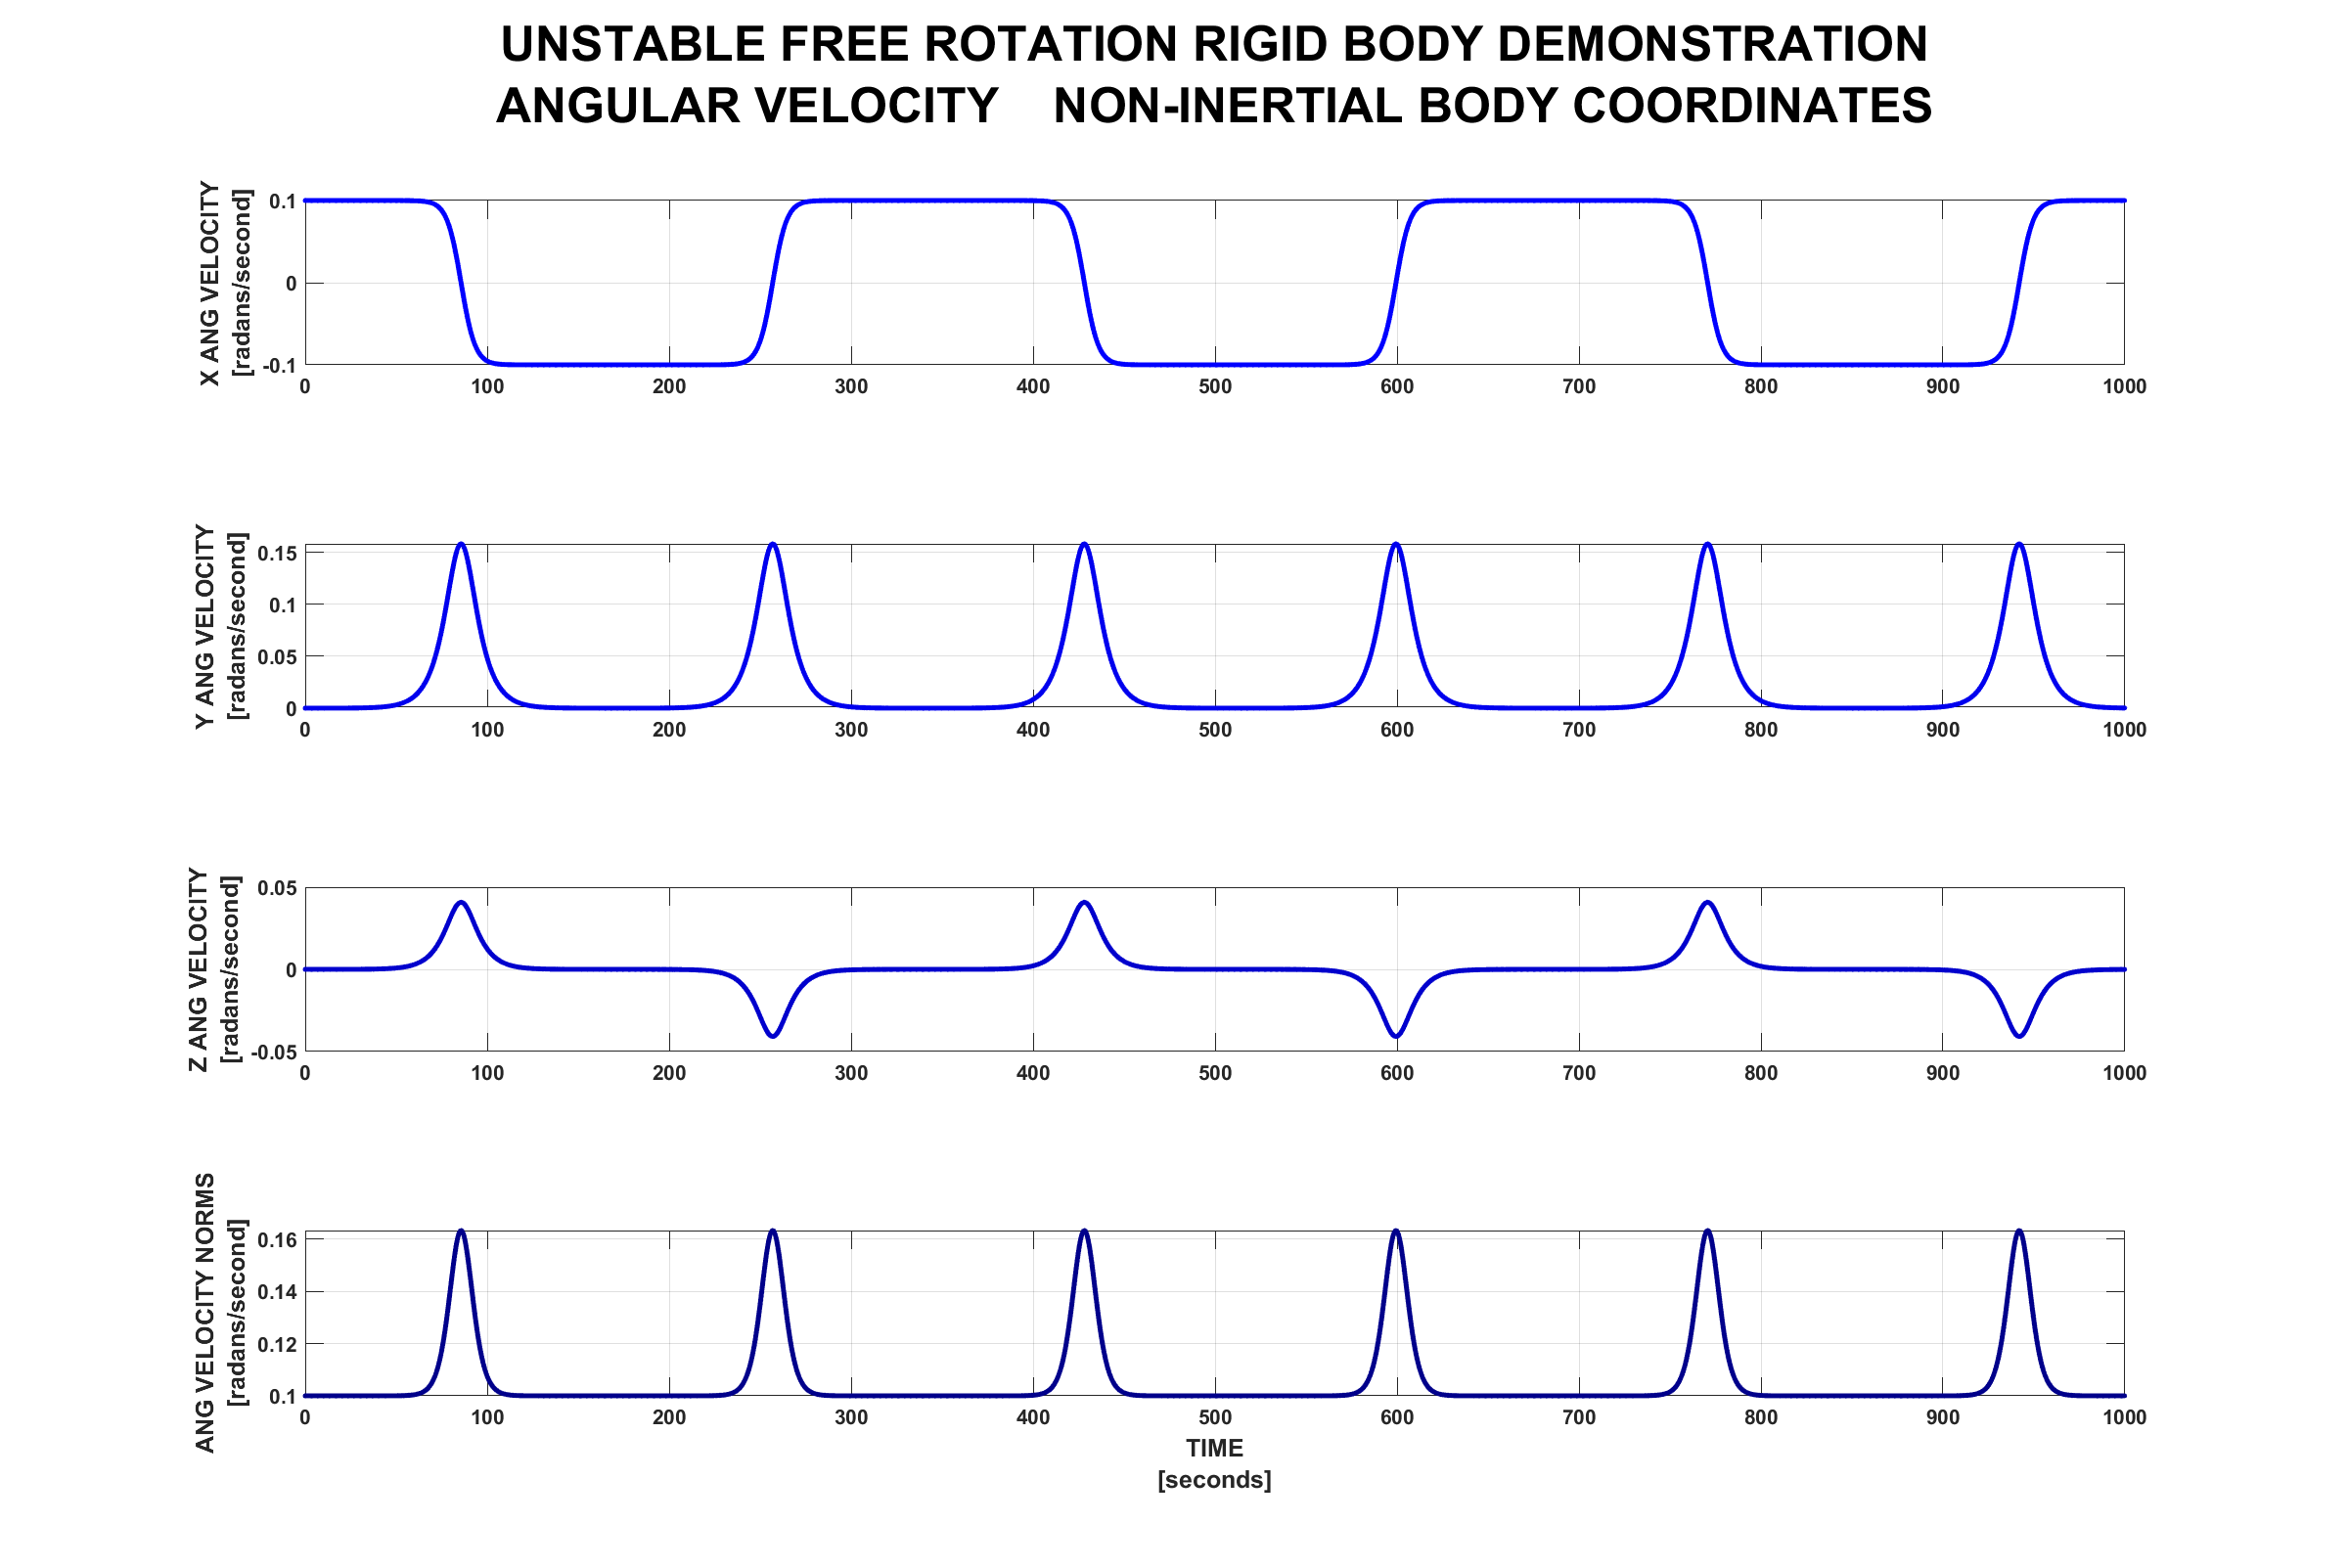 UNSTABLE FREE ROTATION RIGID BODY DEMONSTRATION
ANGULAR VELOCITY NON-INERTIAL BODY COORDINATES
X ANG VELOCITY
[radans/second]
0.1
0
-0.1
0 100 200 300 400 500 600 700 800 900 1000
Y ANG VELOCITY
[radans/second]
0.15
0.1
0.05
0
0 100 200 300 400 500 600 700 800 900 1000
Z ANG VELOCITY
[radans/second]
0.05
0
-0.05
0 100 200 300 400 500 600 700 800 900 1000
ANG VELOCITY NORMS
[radans/second]
0.16
0.14
0.12
0.1
0 100 200 300 400 500 600 700 800 900 1000
TIME
[seconds]